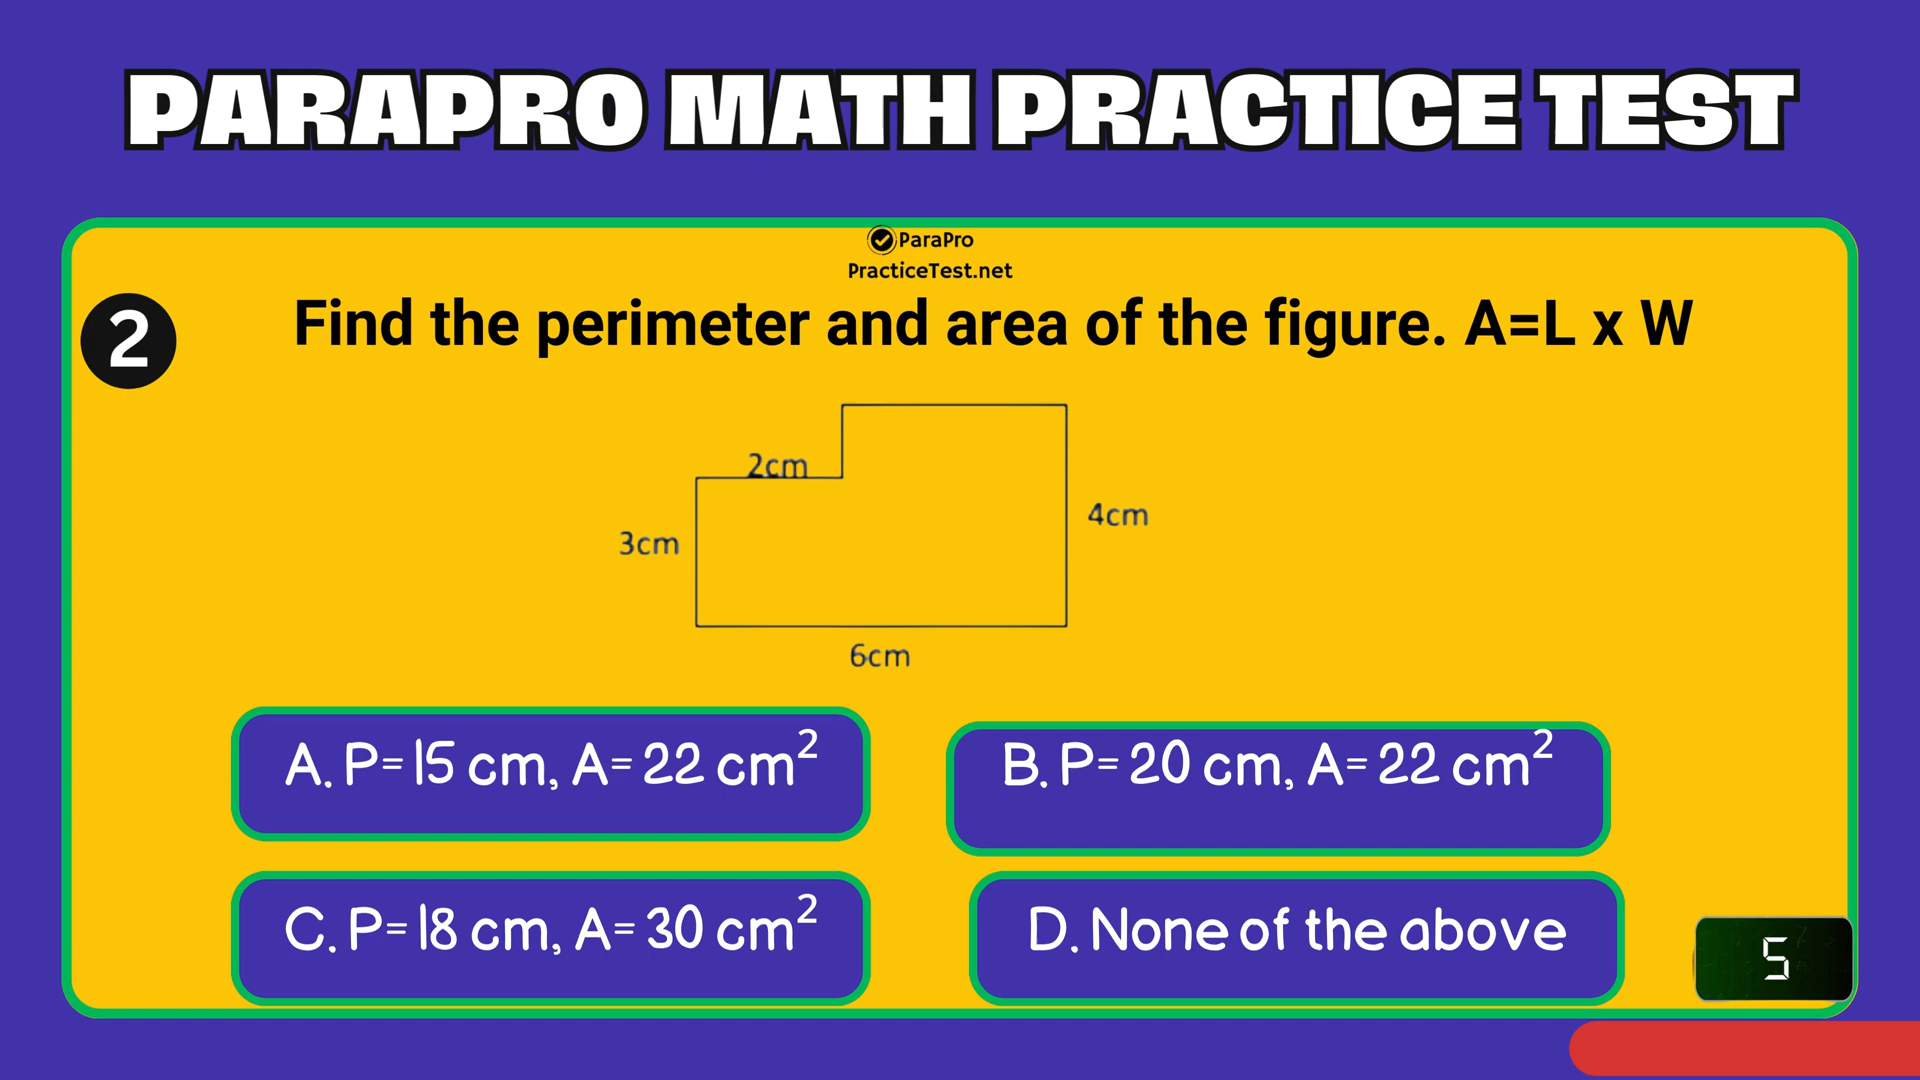 PARAPRO MATH PRACTICE TEST
ParaPro
PracticeTest.net
2
Find the perimeter and area of the figure. A=L x W
2cm
3cm
4cm
6cm
A. P= 15 cm, A= 22 cm²
B. P= 20 cm, A= 22 cm²
C. P= 18 cm, A= 30 cm²
D. None of the above
5